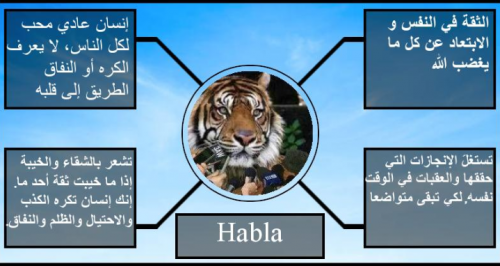 الثقة في النفس و
الابتعاد عن كل ما
يغضب الله
إنسان عادي محب
لكل الناس، لا يعرف
الكره أو النفاق
الطريق إلى قلبه
تستغل الإنجازات التي
حققها والعقبات في الوقت
نفسه.لكي تبقى متواضعا
تشعر بالشقاء والخيبة
إذا ما خيبت ثقة أحد ما.
إنك إنسان تكره الكذب
والاحتيال والظلم والنفاق.
Habla